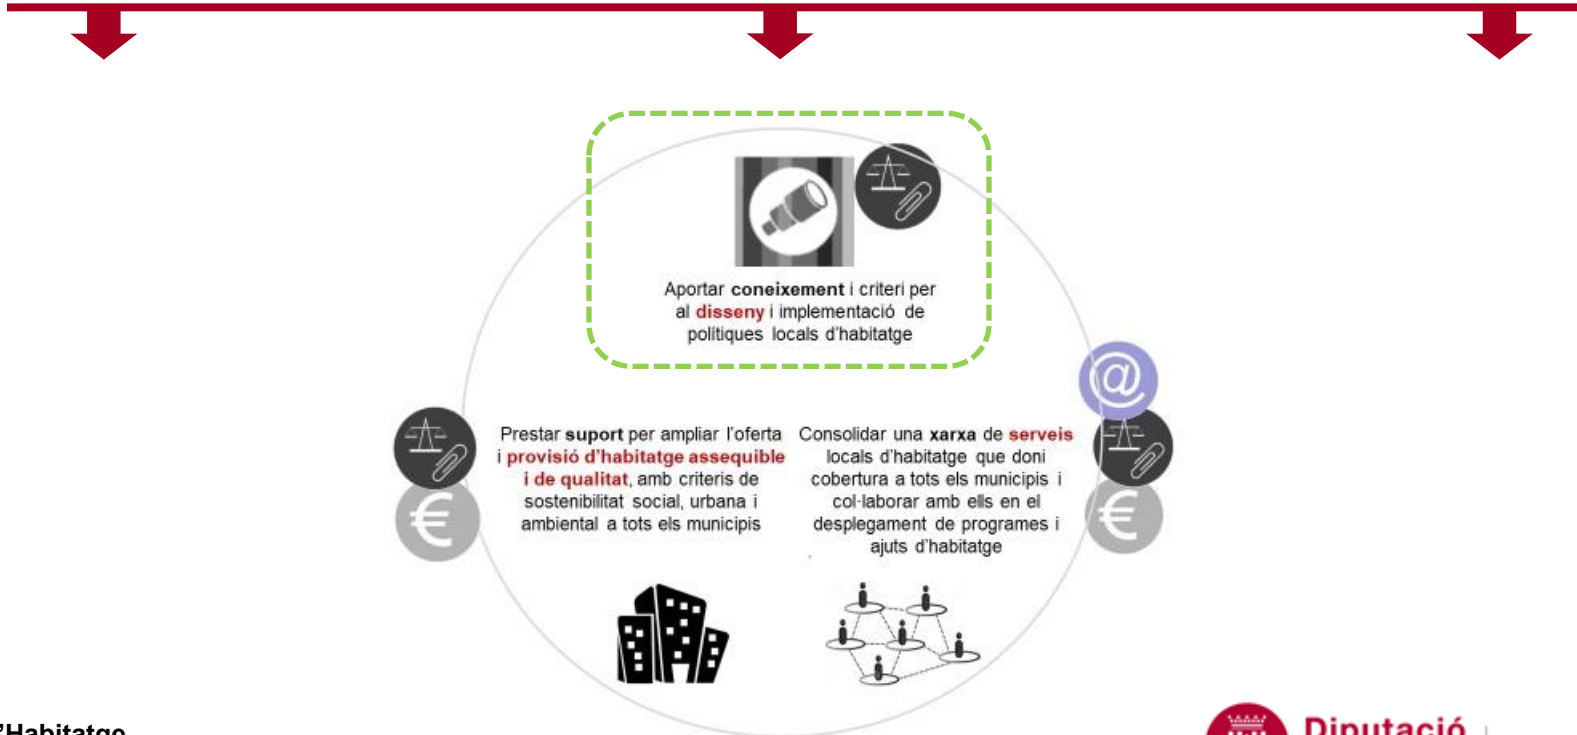 Aportar coneixement i criteri per
al disseny i implementació de
polítiques locals d'habitatge
@
Prestar suport per ampliar l'oferta
i provisió d'habitatge assequible
i de qualitat, amb criteris de
sostenibilitat social, urbana i
ambiental a tots els municipis
€
Consolidar una xarxa de serveis
locals d'habitatge que doni
cobertura a tots els municipis i
col·laborar amb ells en el
desplegament de programes i
ajuts d'habitatge
€
'Habitatge
Diputació